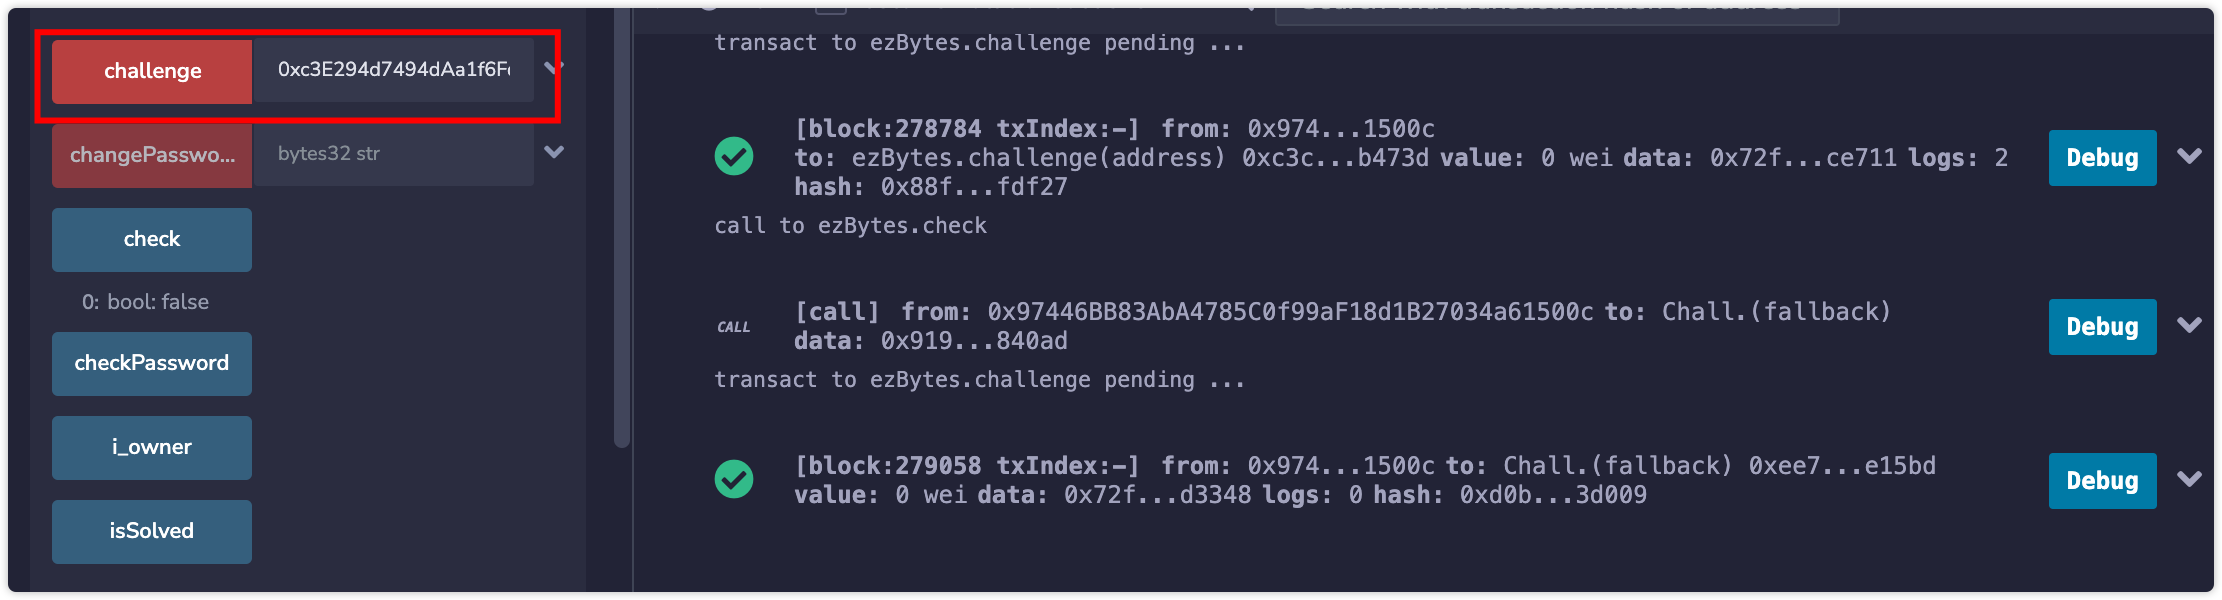 challenge
0xc3E294d7494dAa1f6F
changePasswo...
bytes32 str
check
0: bool: false
checkPassword
i_owner
isSolved
transact to ezBytes.challenge pending ...
[block:278784 txIndex:-] from: 0x974...1500c
to: ezBytes.challenge(address) 0xc3c...b473d value: 0 wei data: 0x72f...ce711 logs: 2
hash: 0x88f...fdf27
Debug
call to ezBytes.check
CALL
[call] from: 0x97446BB83AbA4785C0f99aF18d1B27034a61500c to: Chall.(fallback)
data: 0x919...840ad
Debug
transact to ezBytes.challenge pending ...
[block:279058 txIndex:-] from: 0x974...1500c to: Chall.(fallback) 0xee7...e15bd
value: 0 wei data: 0x72f...d3348 logs: 0 hash: 0xd0b...3d009
Debug